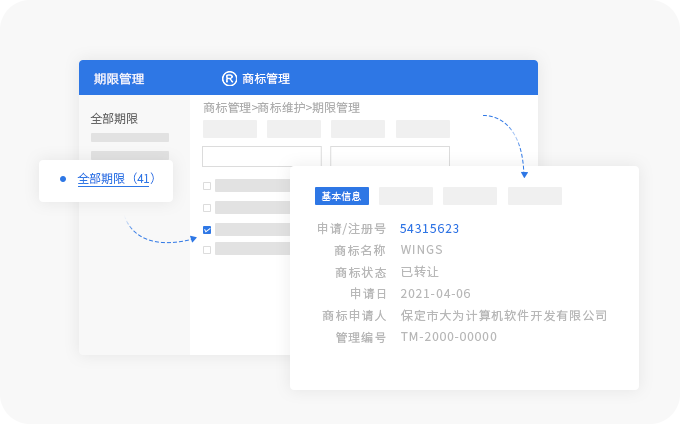 期限管理
® 商标管理
全部期限
商标管理>商标维护>期限管理
全部期限（41）
基本信息
申请/注册号 54315623
商标名称 WINGS
商标状态 已转让
申请日 2021-04-06
商标申请人 保定市大为计算机软件开发有限公司
管理编号 TM-2000-00000